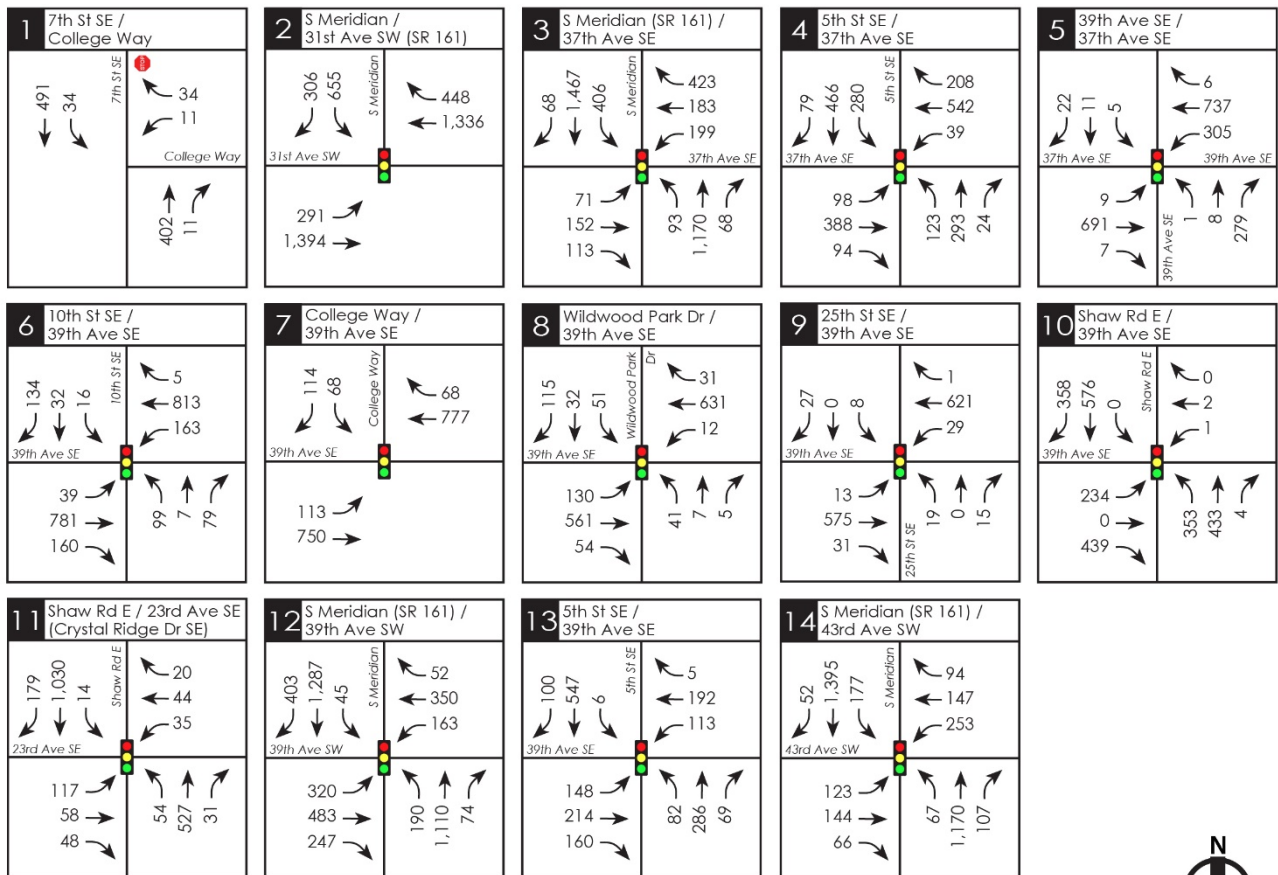 1
7th St SE /
College Way
491
34
7th St SE
STOP
34
11
College Way
402
11
2
S Meridian /
31st Ave SW (SR 161)
306
655
S Meridian
448
1,336
31st Ave SW
291
1,394
3
S Meridian (SR 161) /
37th Ave SE
68
1,467
406
S Meridian
423
183
199
37th Ave SE
71
152
113
93
1,170
68
4
5th St SE /
37th Ave SE
79
466
280
5th St SE
208
542
39
37th Ave SE
98
388
94
123
293
24
5
39th Ave SE /
37th Ave SE
22
11
5
6
737
305
37th Ave SE
39th Ave SE
9
691
7
39th Ave SE
1
8
279
6
10th St SE /
39th Ave SE
134
32
16
10th St SE
5
813
163
39th Ave SE
39
781
160
99
7
79
7
College Way /
39th Ave SE
114
68
College Way
68
777
39th Ave SE
113
750
8
Wildwood Park Dr /
39th Ave SE
115
32
51
Wildwood Park
Dr
31
631
12
39th Ave SE
130
561
54
41
7
5
9
25th St SE /
39th Ave SE
27
0
8
1
621
29
39th Ave SE
13
575
31
25th St SE
19
0
15
10
Shaw Rd E /
39th Ave SE
358
576
0
Shaw Rd E
0
2
1
39th Ave SE
234
0
439
353
433
4
11
Shaw Rd E / 23rd Ave SE
(Crystal Ridge Dr SE)
179
1,030
14
Shaw Rd E
20
44
35
23rd Ave SE
117
58
48
54
527
31
12
S Meridian (SR 161) /
39th Ave SW
403
1,287
45
S Meridian
52
350
163
39th Ave SW
320
483
247
190
1,110
74
13
5th St SE /
39th Ave SE
100
547
6
5th St SE
5
192
113
39th Ave SE
148
214
160
82
286
69
14
S Meridian (SR 161) /
43rd Ave SW
52
1,395
177
S Meridian
94
147
253
43rd Ave SW
123
144
66
67
1,170
107
N